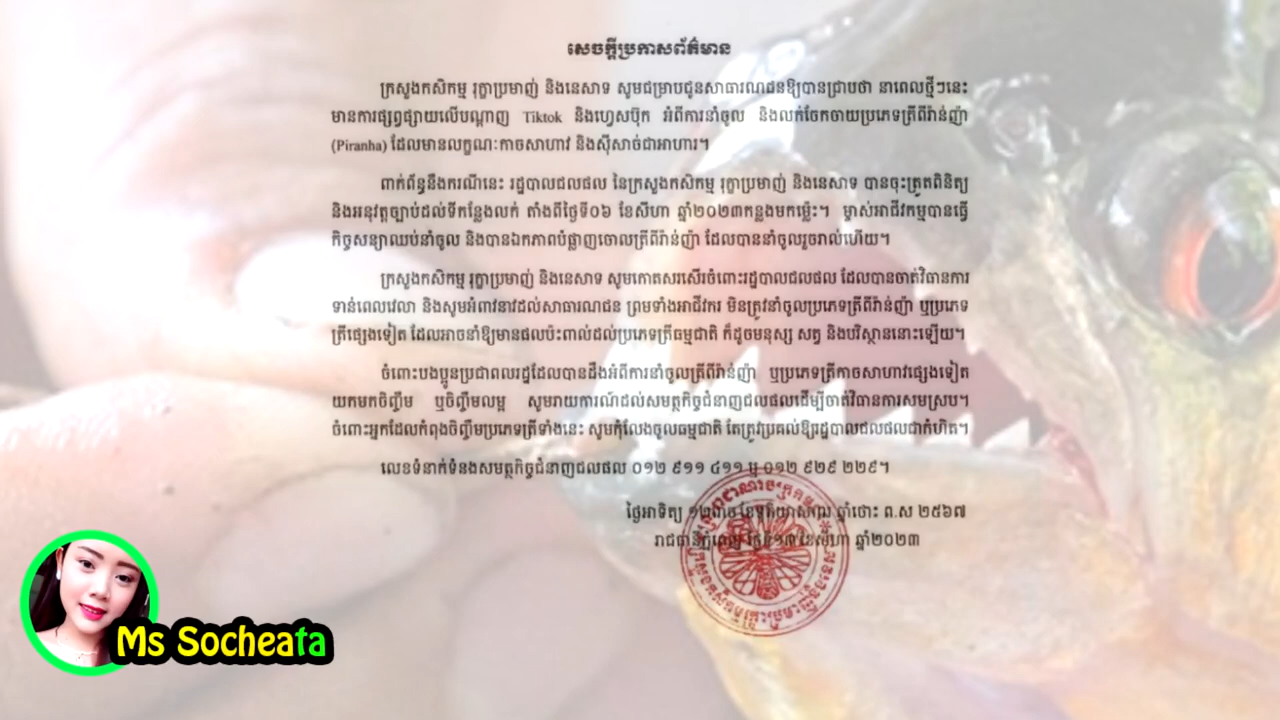 សេចក្ដីប្រកាសព័ត៌មាន
ក្រសួងកសិកម្ម រុក្ខាប្រមាញ់ និងនេសាទ សូមជម្រាបជូនសាធារណជនឱ្យបានជ្រាបថា នាពេលថ្មីៗនេះ
មានការផ្សព្វផ្សាយលើបណ្ដាញ Tiktok និងហ្វេសប៊ុក អំពីការនាំចូល និងលក់ចែកចាយប្រភេទត្រីពីរ៉ាន់ញ៉ា
(Piranha) ដែលមានលក្ខណៈកាចសាហាវ និងស៊ីសាច់ជាអាហារ។
ពាក់ព័ន្ធនឹងករណីនេះ រដ្ឋបាលជលផល នៃក្រសួងកសិកម្ម រុក្ខាប្រមាញ់ និងនេសាទ បានចុះត្រួតពិនិត្យ
និងអនុវត្តច្បាប់ដល់ទីកន្លែងលក់ តាំងពីថ្ងៃទី០៦ ខែសីហា ឆ្នាំ២០២៣កន្លងមកម្ល៉េះ។ ម្ចាស់អាជីវកម្មបានធ្វើ
កិច្ចសន្យាឈប់នាំចូល និងបានឯកភាពបំផ្លាញចោលត្រីពីរ៉ាន់ញ៉ា ដែលបាននាំចូលរួចរាល់ហើយ។
ក្រសួងកសិកម្ម រុក្ខាប្រមាញ់ និងនេសាទ សូមកោតសរសើរចំពោះរដ្ឋបាលជលផល ដែលបានចាត់វិធានការ
ទាន់ពេលវេលា និងសូមអំពាវនាវដល់សាធារណជន ព្រមទាំងអាជីវករ មិនត្រូវនាំចូលប្រភេទត្រីពីរ៉ាន់ញ៉ា ឬប្រភេទ
ត្រីផ្សេងទៀត ដែលអាចនាំឱ្យមានផលប៉ះពាល់ដល់ប្រភេទត្រីធម្មជាតិ ក៏ដូចមនុស្ស សត្វ និងបរិស្ថាននោះឡើយ។
ចំពោះបងប្អូនប្រជាពលរដ្ឋដែលបានដឹងអំពីការនាំចូលត្រីពីរ៉ាន់ញ៉ា ឬប្រភេទត្រីកាចសាហាវផ្សេងទៀត
យកមកចិញ្ចឹម ឬចិញ្ចឹមលម្អ សូមរាយការណ៍ដល់សមត្ថកិច្ចជំនាញជលផលដើម្បីចាត់វិធានការសមស្រប។
ចំពោះអ្នកដែលកំពុងចិញ្ចឹមប្រភេទត្រីទាំងនេះ សូមកុំលែងចូលធម្មជាតិ តែត្រូវប្រគល់ឱ្យរដ្ឋបាលជលផលជាកំហិត។
លេខទំនាក់ទំនងសមត្ថកិច្ចជំនាញជលផល ០១២ ៩១១ ៤១១ ឬ ០១២ ៩២៩ ២២៩។
ថ្ងៃអាទិត្យ ឆ្នាំថោះ ព.ស ២៥៦៧
រាជធានីភ្នំពេញ ខែសីហា ឆ្នាំ២០២៣
Ms Socheata